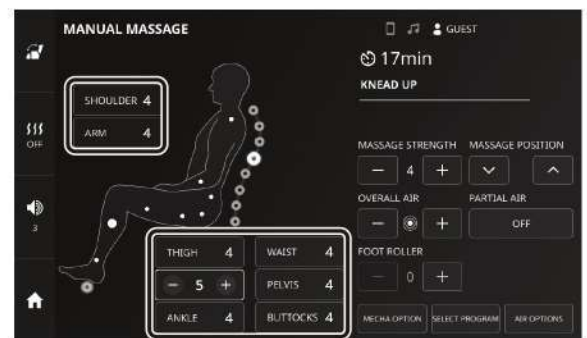 MANUAL MASSAGE
GUEST
17min
KNEAD UP
SHOULDER 4
ARM 4
OFF
MASSAGE STRENGTH MASSAGE POSITION
− 4 +
OVERALL AIR PARTIAL AIR
− + OFF
3
THIGH 4 WAIST 4
− 5 + PELVIS 4
ANKLE 4 BUTTOCKS 4
FOOT ROLLER
− 0 +
MECHA OPTION SELECT PROGRAM AIR OPTIONS